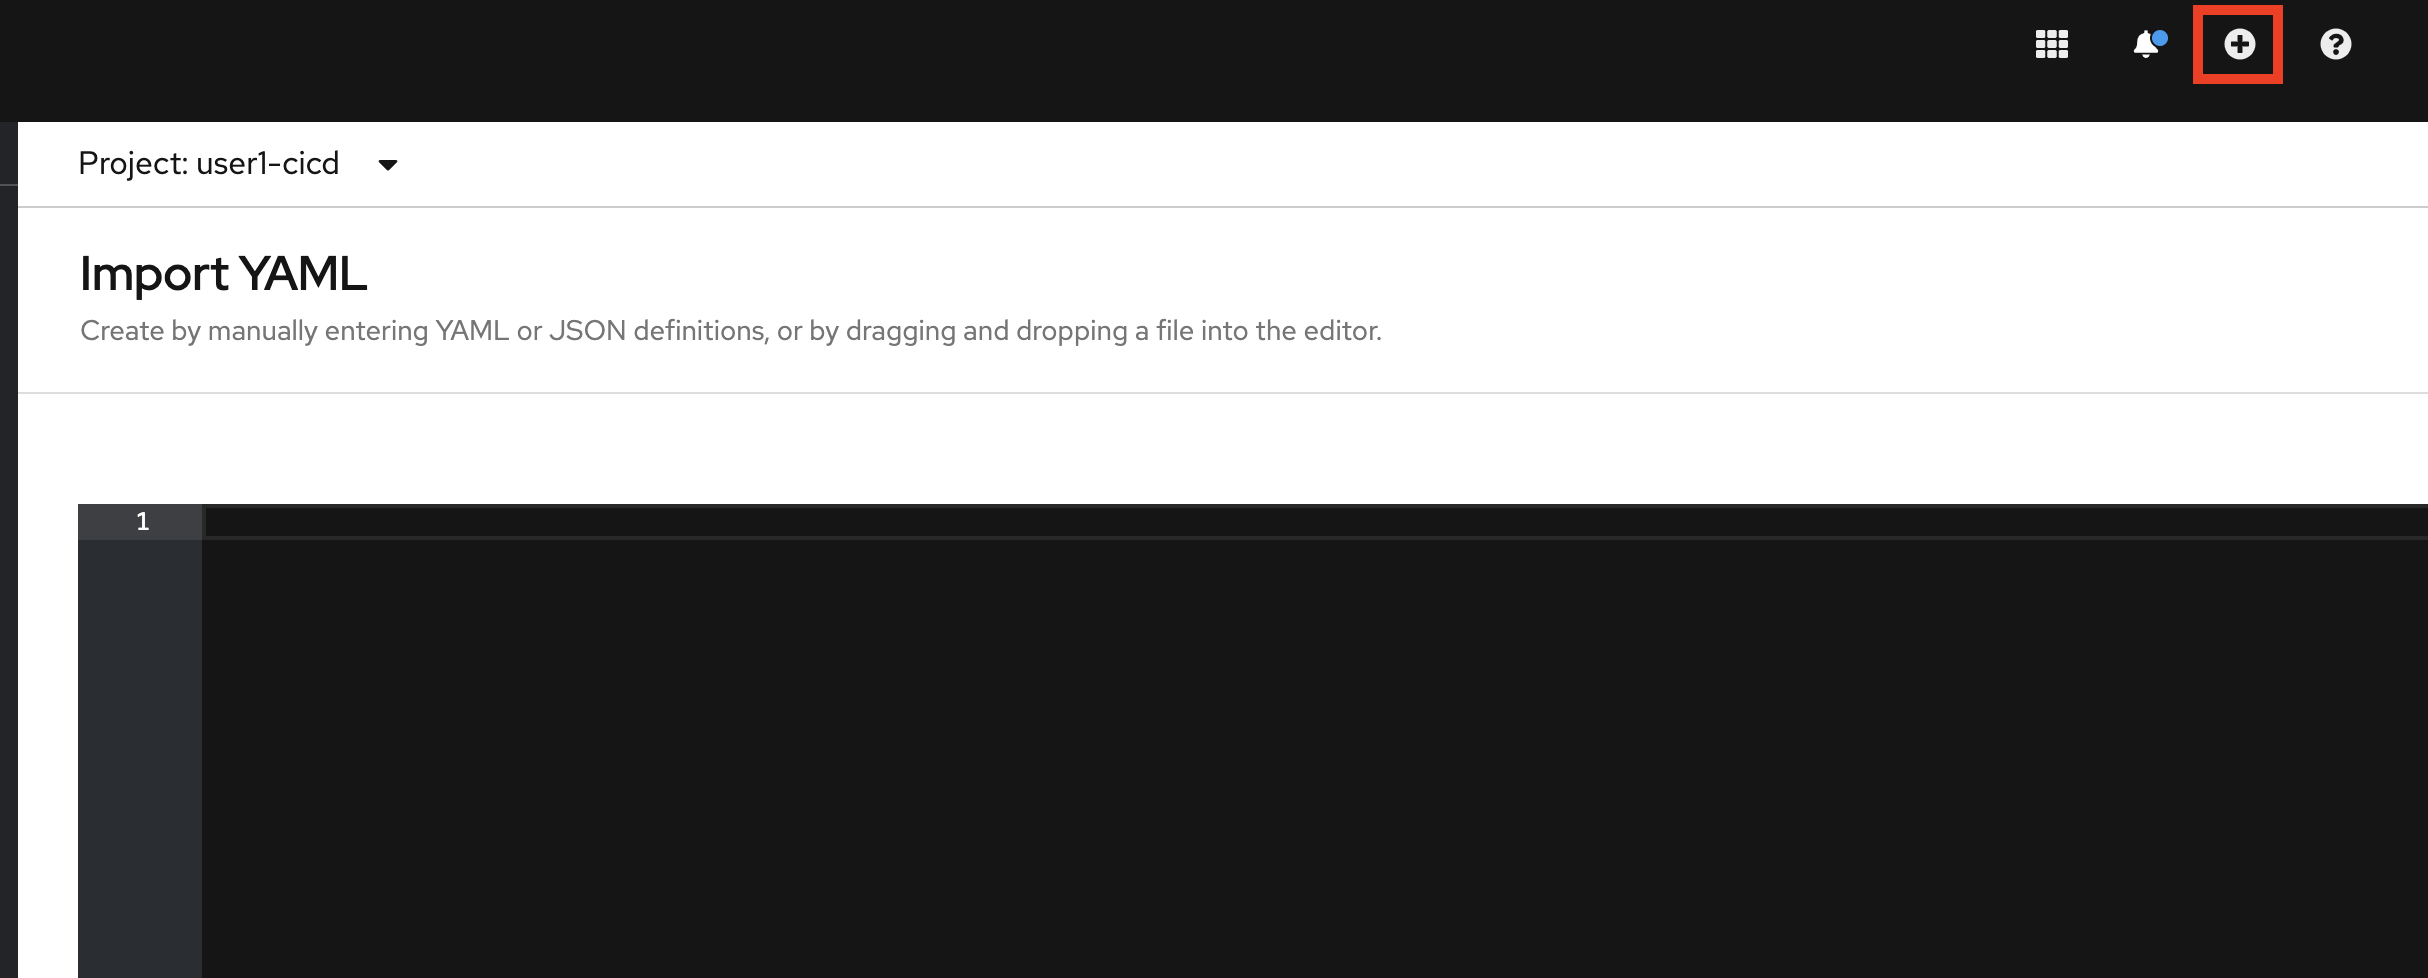 Project: user1-cicd
Import YAML
Create by manually entering YAML or JSON definitions, or by dragging and dropping a file into the editor.
1